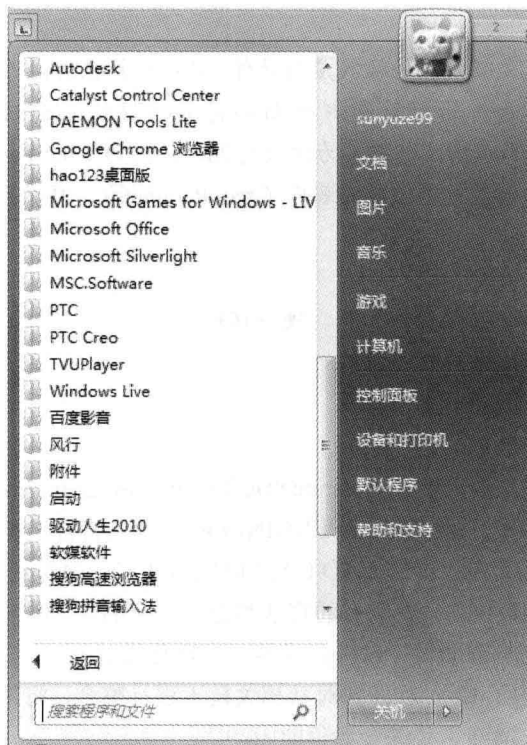 2
Autodesk
Catalyst Control Center
DAEMON Tools Lite
Google Chrome 浏览器
hao123桌面版
Microsoft Games for Windows - LIV
Microsoft Office
Microsoft Silverlight
MSC.Software
PTC
PTC Creo
TVUPlayer
Windows Live
百度影音
风行
附件
启动
驱动人生2010
软媒软件
搜狗高速浏览器
搜狗拼音输入法
返回
搜索程序和文件
sunyuze99
文档
图片
音乐
游戏
计算机
控制面板
设备和打印机
默认程序
帮助和支持
关机